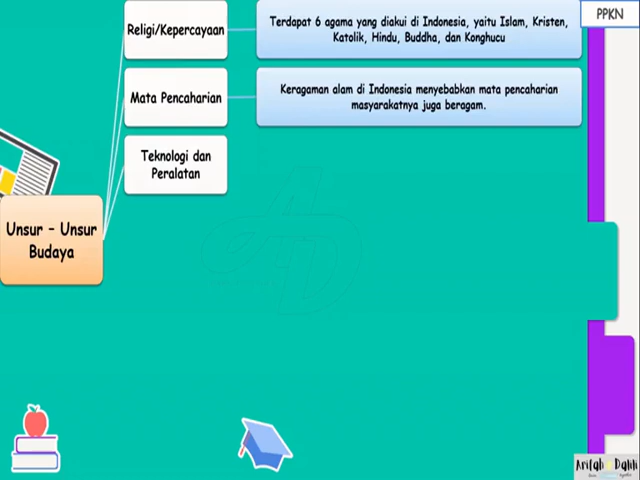 PPKN
Religi/Kepercayaan
Terdapat 6 agama yang diakui di Indonesia, yaitu Islam, Kristen,
Katolik, Hindu, Buddha, dan Konghucu
Mata Pencaharian
Keragaman alam di Indonesia menyebabkan mata pencaharian
masyarakatnya juga beragam.
Teknologi dan
Peralatan
Unsur - Unsur
Budaya
Arifah Dalili